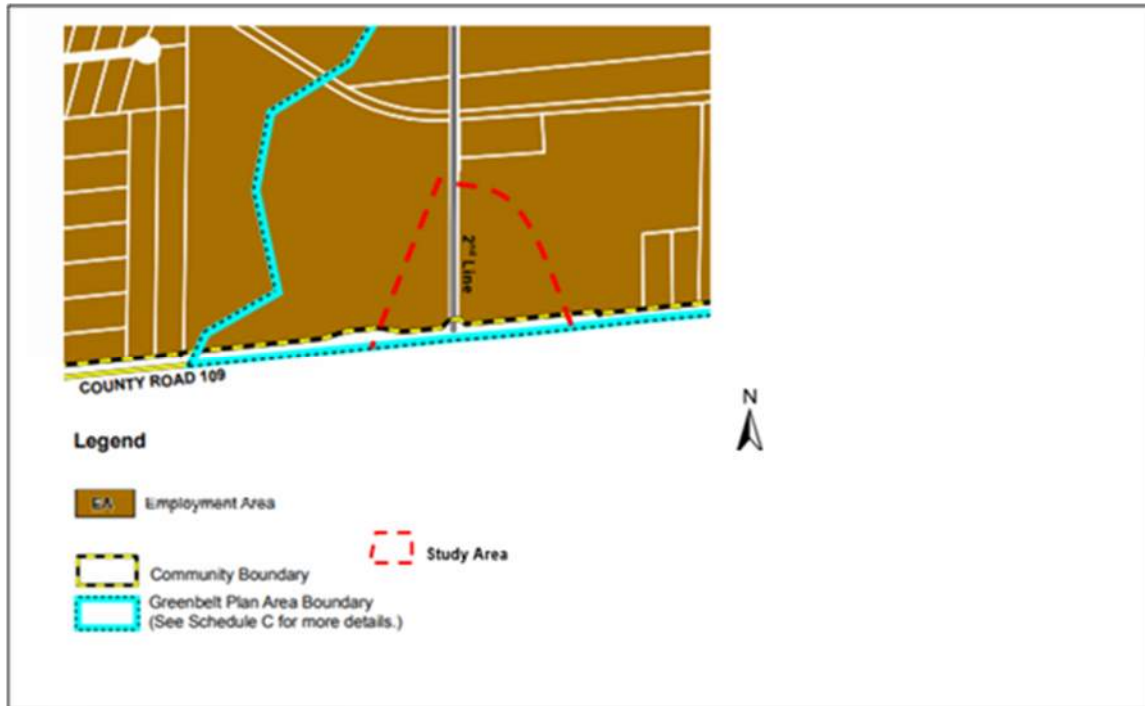 2nd Line
COUNTY ROAD 109
N
Legend
EA Employment Area
Study Area
Community Boundary
Greenbelt Plan Area Boundary
(See Schedule C for more details.)